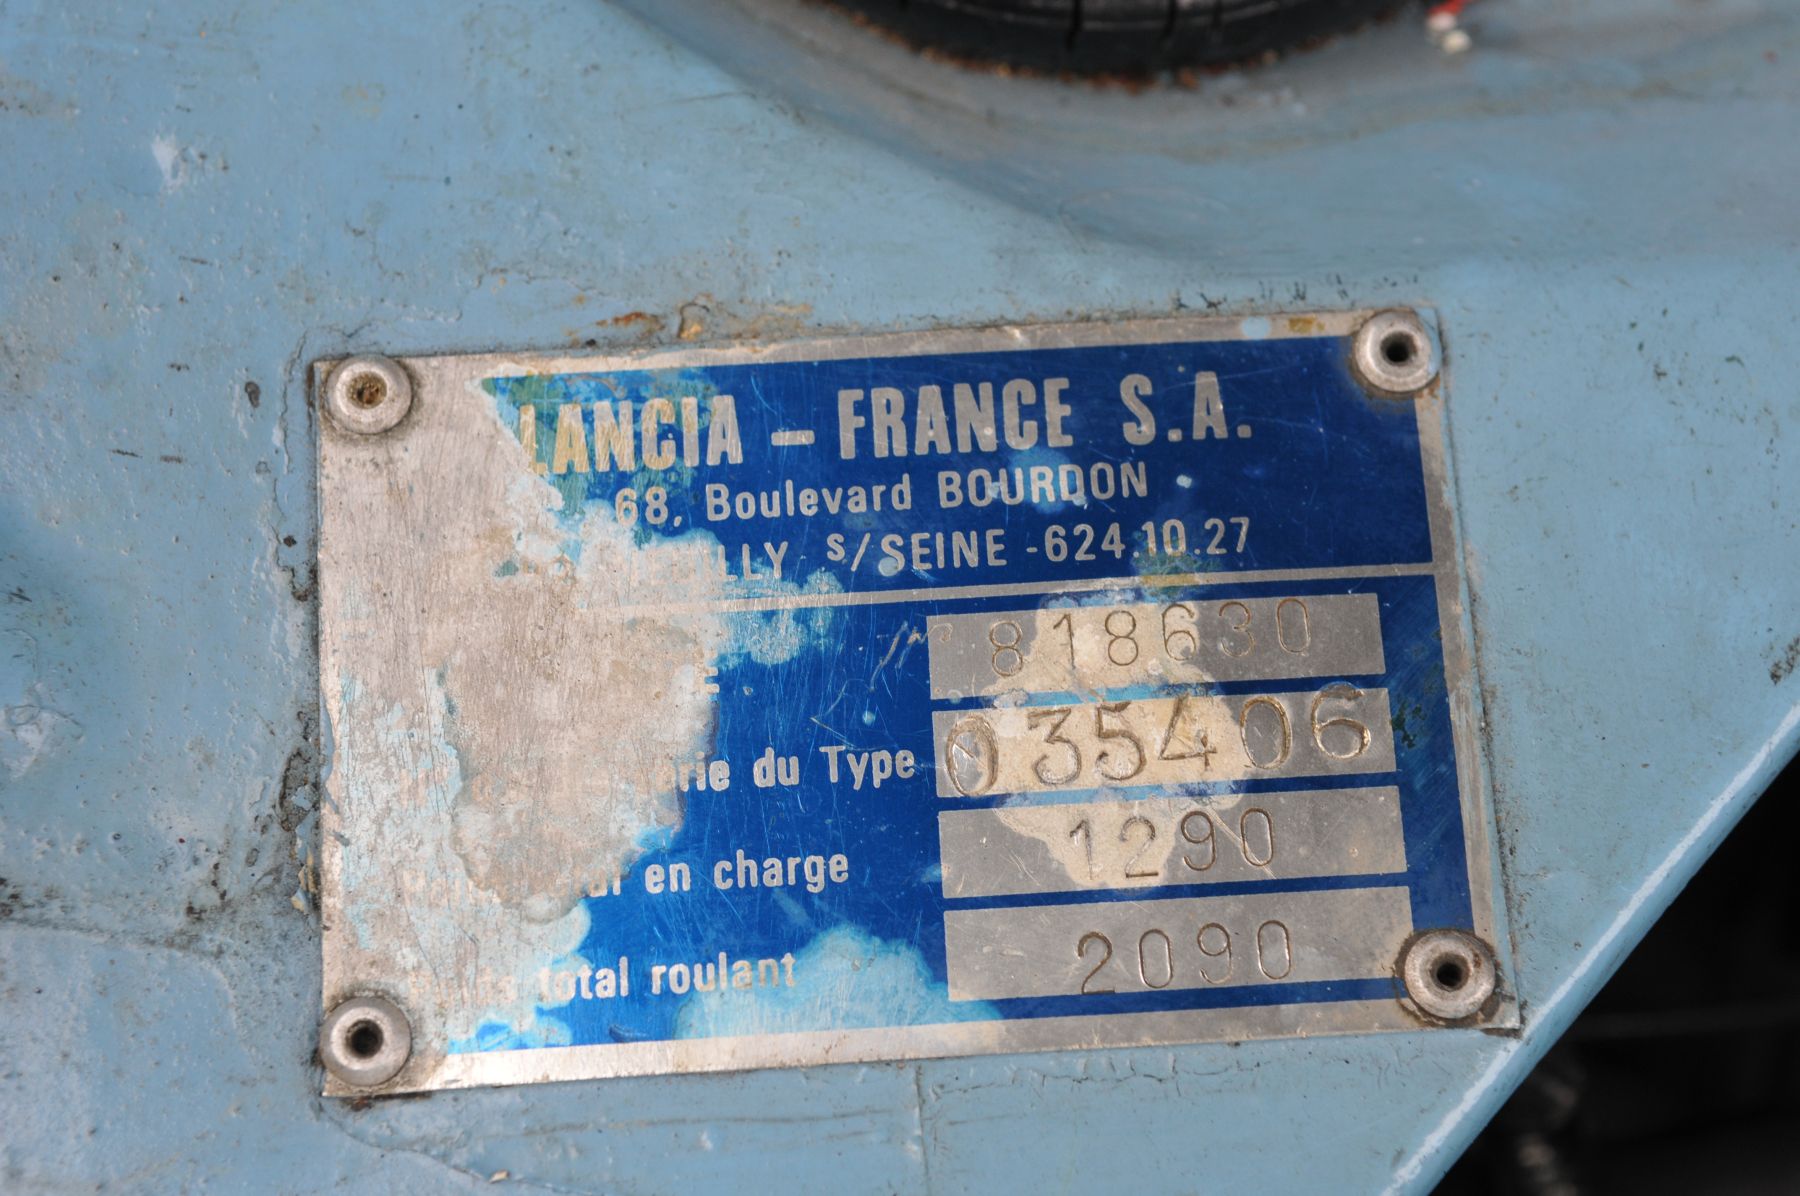 LANCIA - FRANCE S.A.
68, Boulevard BOURDON
NEUILLY S/SEINE - 624.10.27
818630
du Type 035406
en charge 1290
total roulant 2090